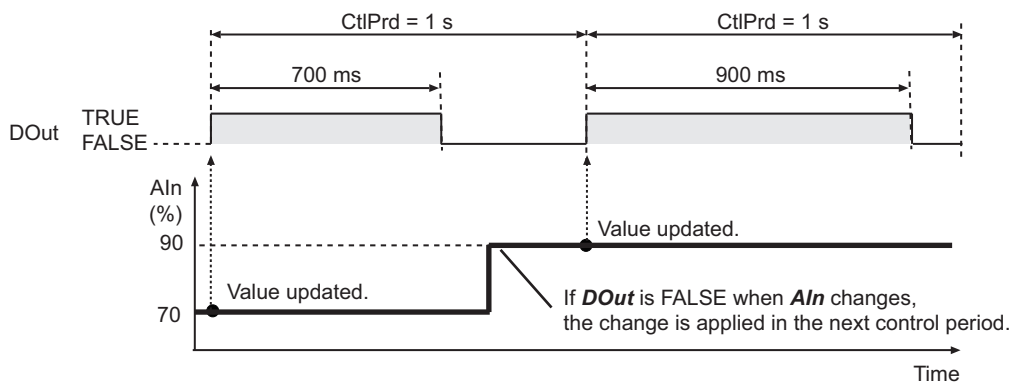 CtlPrd = 1 s
CtlPrd = 1 s
700 ms
900 ms
DOut
TRUE
FALSE
AIn
(%)
90
Value updated.
Value updated.
70
If DOut is FALSE when AIn changes,
the change is applied in the next control period.
Time